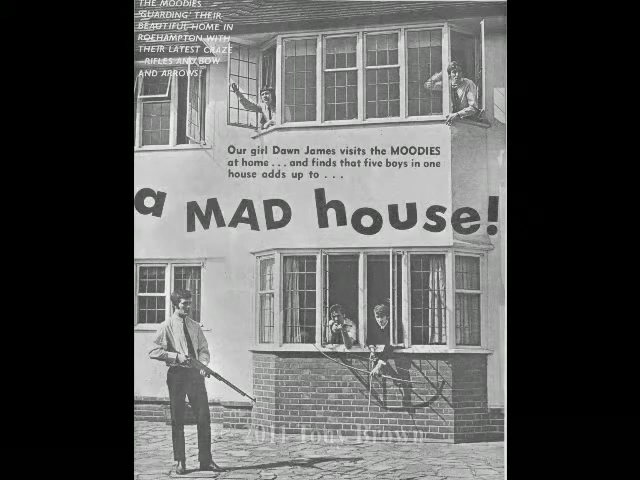 THE MOODIES
'GUARDING' THEIR
BEAUTIFUL HOME IN
ROEHAMPTON WITH
THEIR LATEST CRAZE
—RIFLES AND BOW
AND ARROWS!
Our girl Dawn James visits the MOODIES
at home . . . and finds that five boys in one
house adds up to . . .
a MAD house!
© 2011 Tony Brown